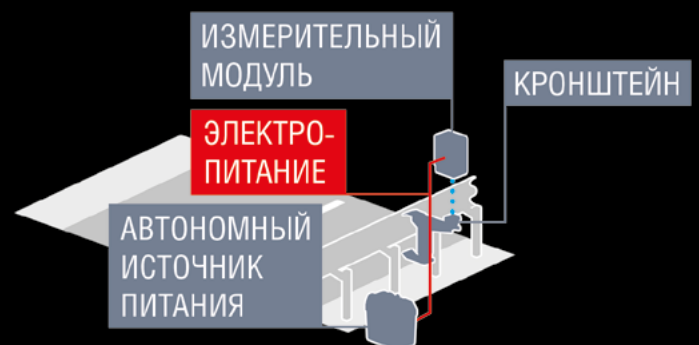 ИЗМЕРИТЕЛЬНЫЙ
МОДУЛЬ
КРОНШТЕЙН
ЭЛЕКТРО-
ПИТАНИЕ
АВТОНОМНЫЙ
ИСТОЧНИК
ПИТАНИЯ